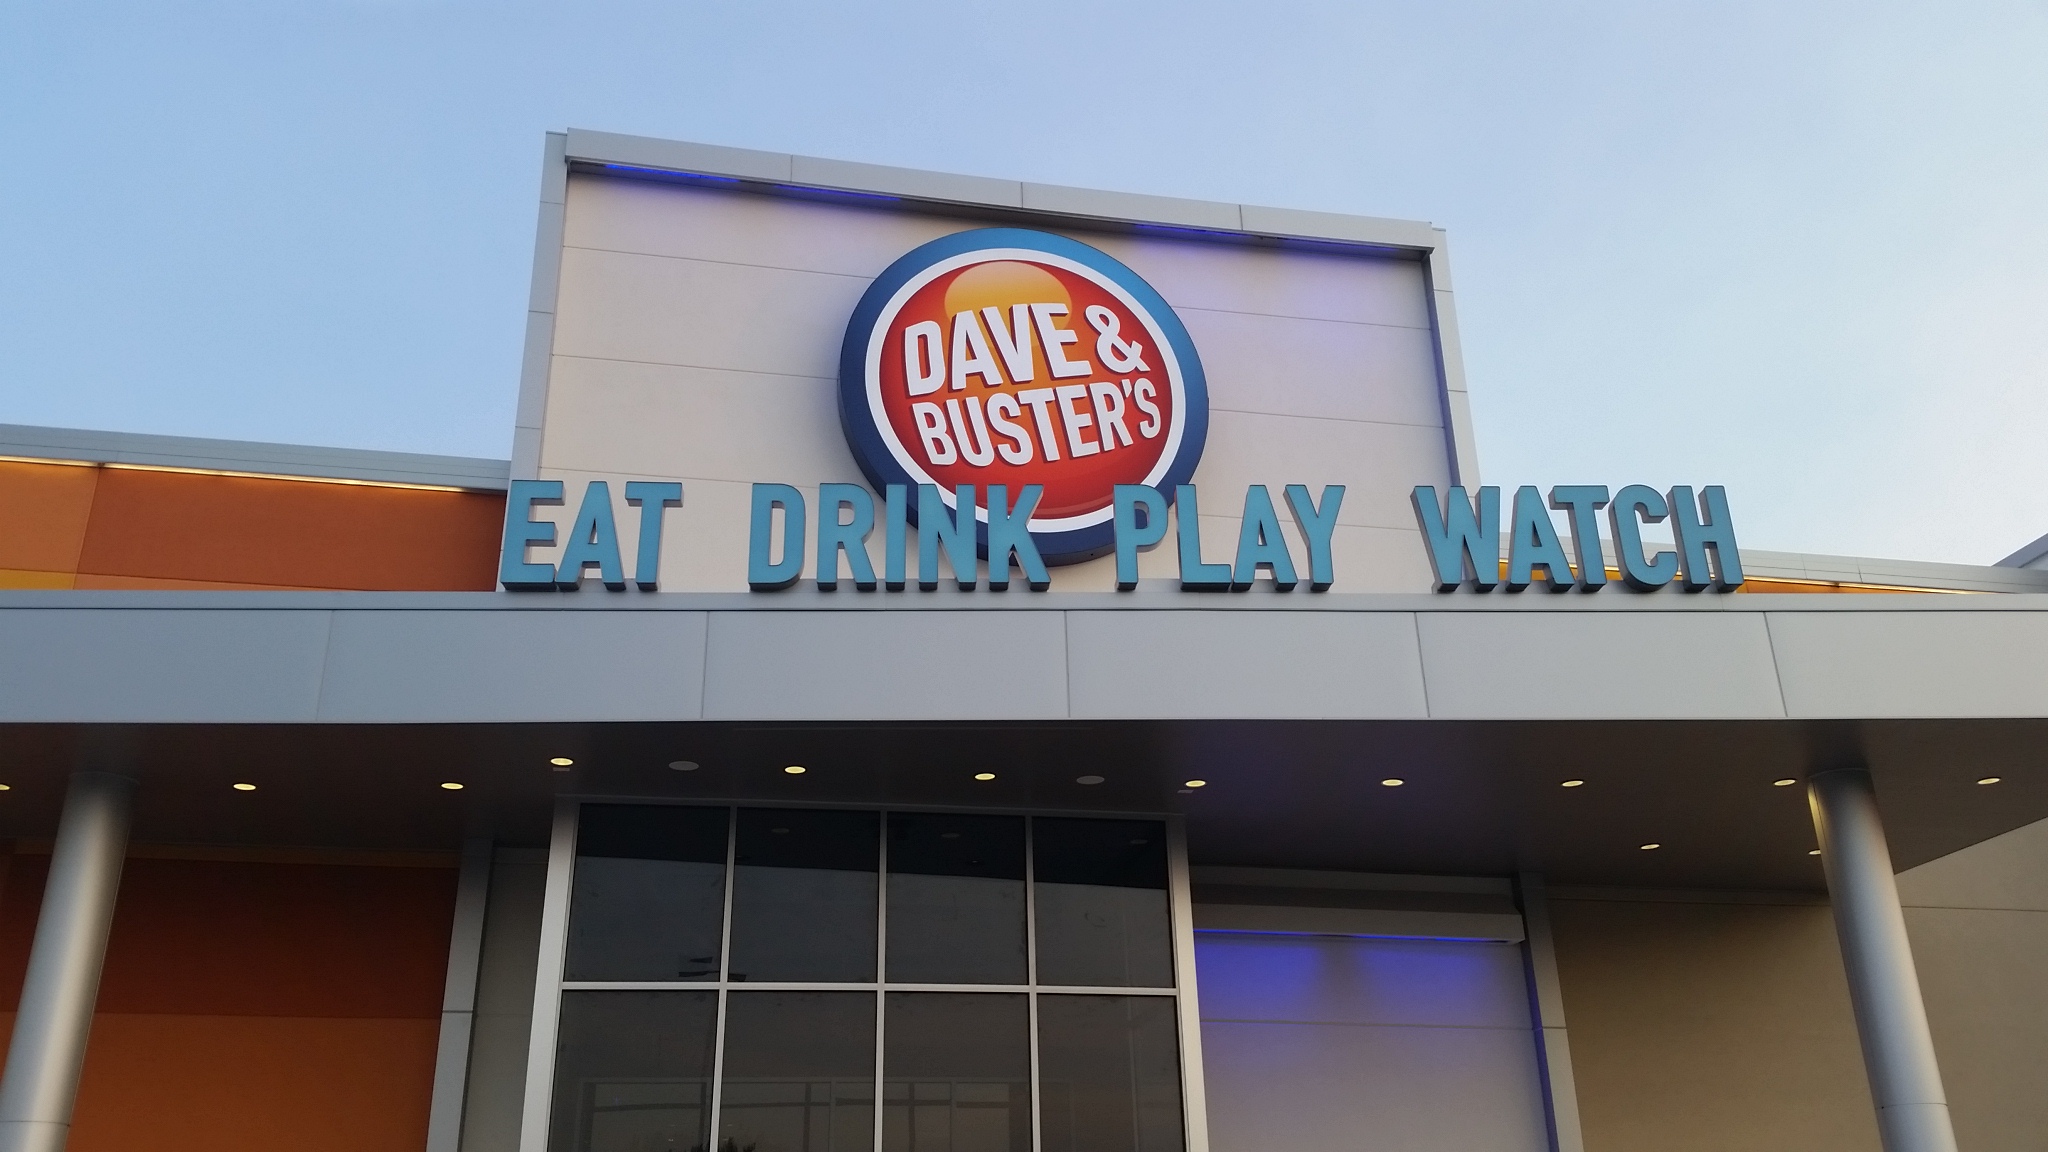 DAVE &
BUSTER'S
EAT DRINK PLAY WATCH